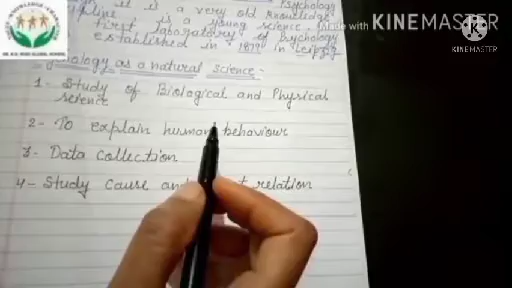 Psychology
it is a very old knowledge
first is a young science. Made with KINEMASTER
laboratory of Psychology
established in 1879 in Leipzig
as a natural science:-
1- Study of Biological and Physical
science
2- To explain human behaviour
3- Data collection
4- Study cause and relation
KINEMASTER